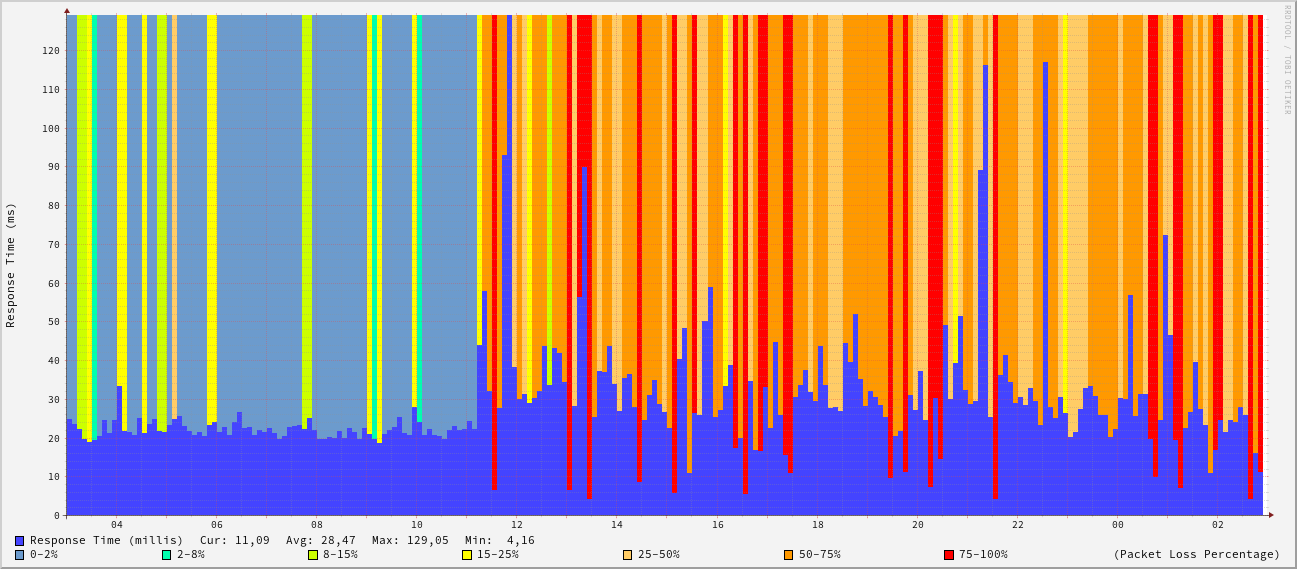 RRDTOOL / TOBI OETIKER
Response Time (ms)
120
110
100
90
80
70
60
50
40
30
20
10
0
04 06 08 10 12 14 16 18 20 22 00 02
Response Time (millis) Cur: 11,09 Avg: 28,47 Max: 129,05 Min: 4,16
0-2% 2-8% 8-15% 15-25% 25-50% 50-75% 75-100% (Packet Loss Percentage)